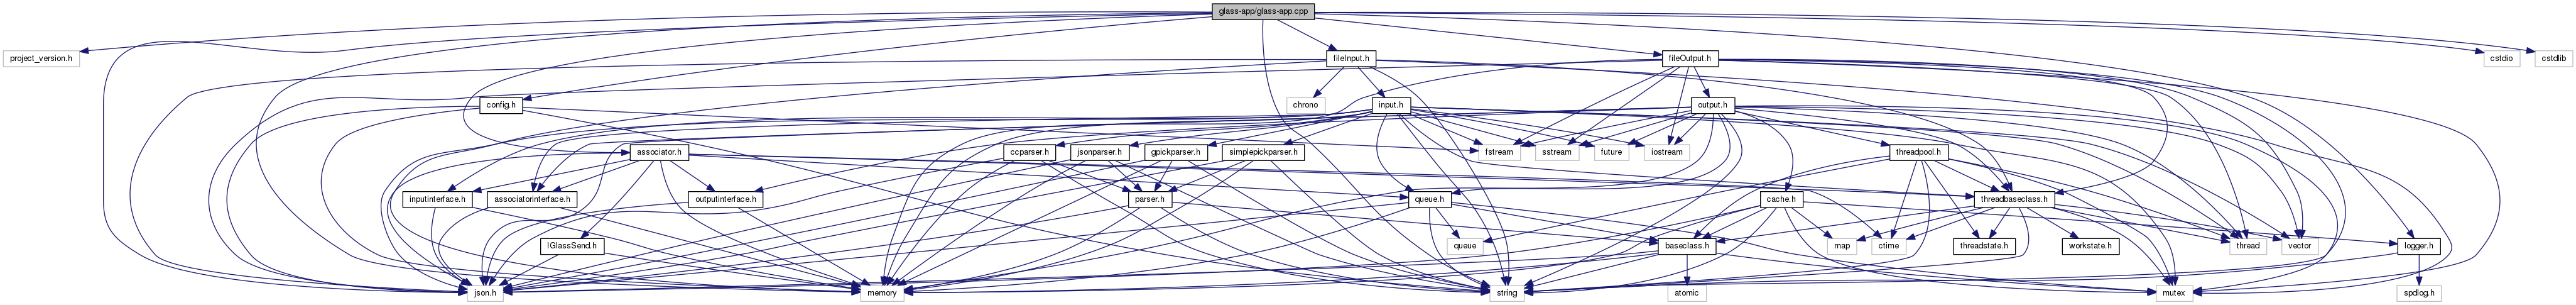 glass-app/glass-app.cpp
project_version.h
fileInput.h
fileOutput.h
cstdio
cstdlib
config.h
chrono
input.h
output.h
associator.h
ccparser.h
jsonparser.h
gpickparser.h
simplepickparser.h
fstream
sstream
future
iostream
threadpool.h
inputinterface.h
associatorinterface.h
outputinterface.h
parser.h
queue.h
cache.h
threadbaseclass.h
IGlassSend.h
queue
baseclass.h
map
ctime
threadstate.h
workstate.h
thread
vector
logger.h
json.h
memory
string
atomic
mutex
spdlog.h